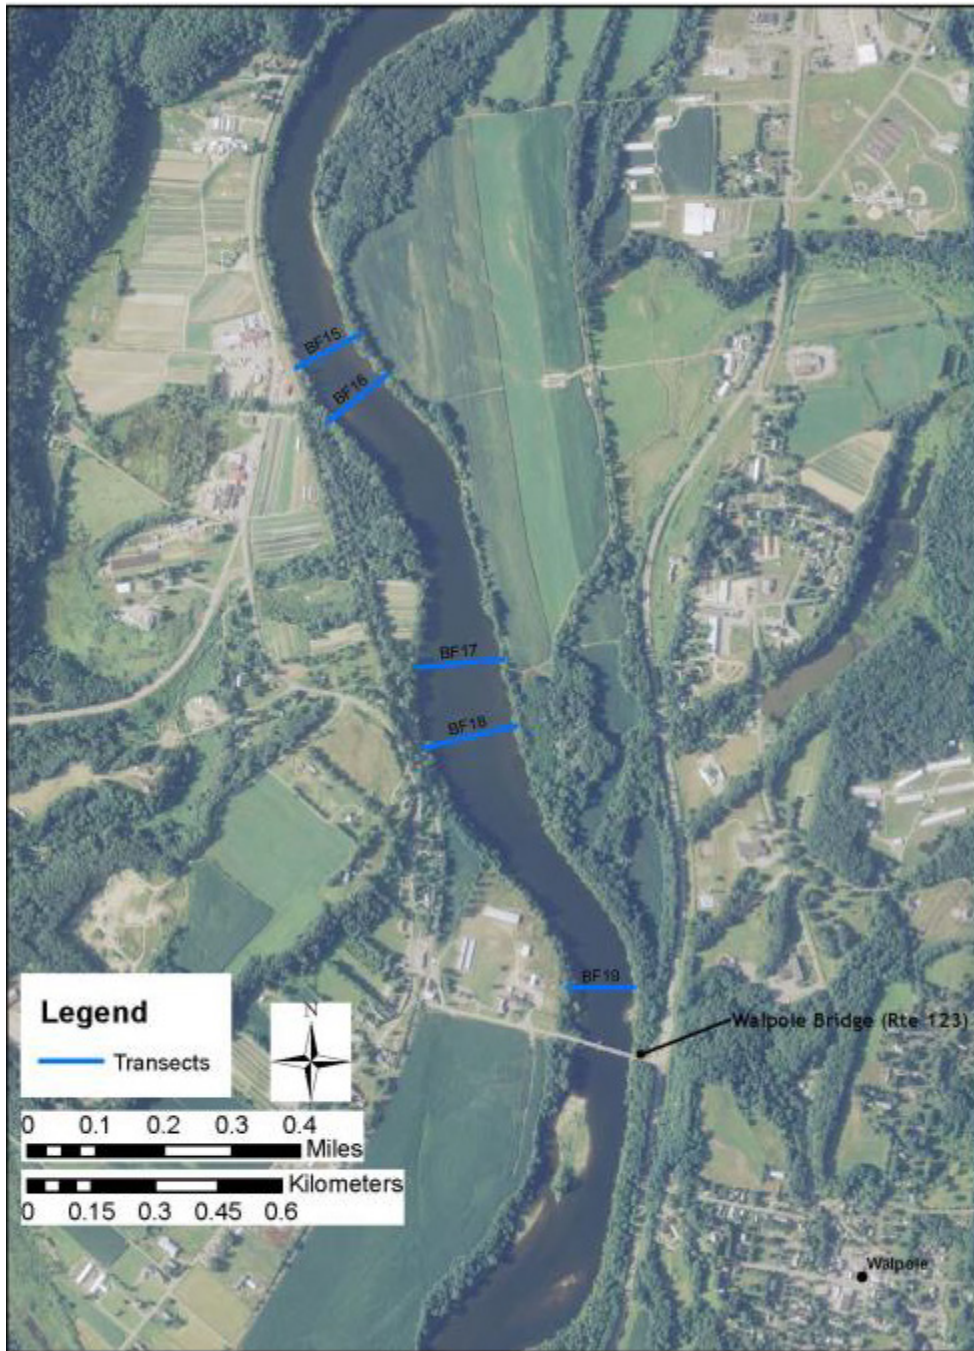 BF15
BF16
BF17
BF18
BF19
Walpole Bridge (Rte 123)
Legend
Transects
N
0 0.1 0.2 0.3 0.4
Miles
Kilometers
0 0.15 0.3 0.45 0.6
Walpole